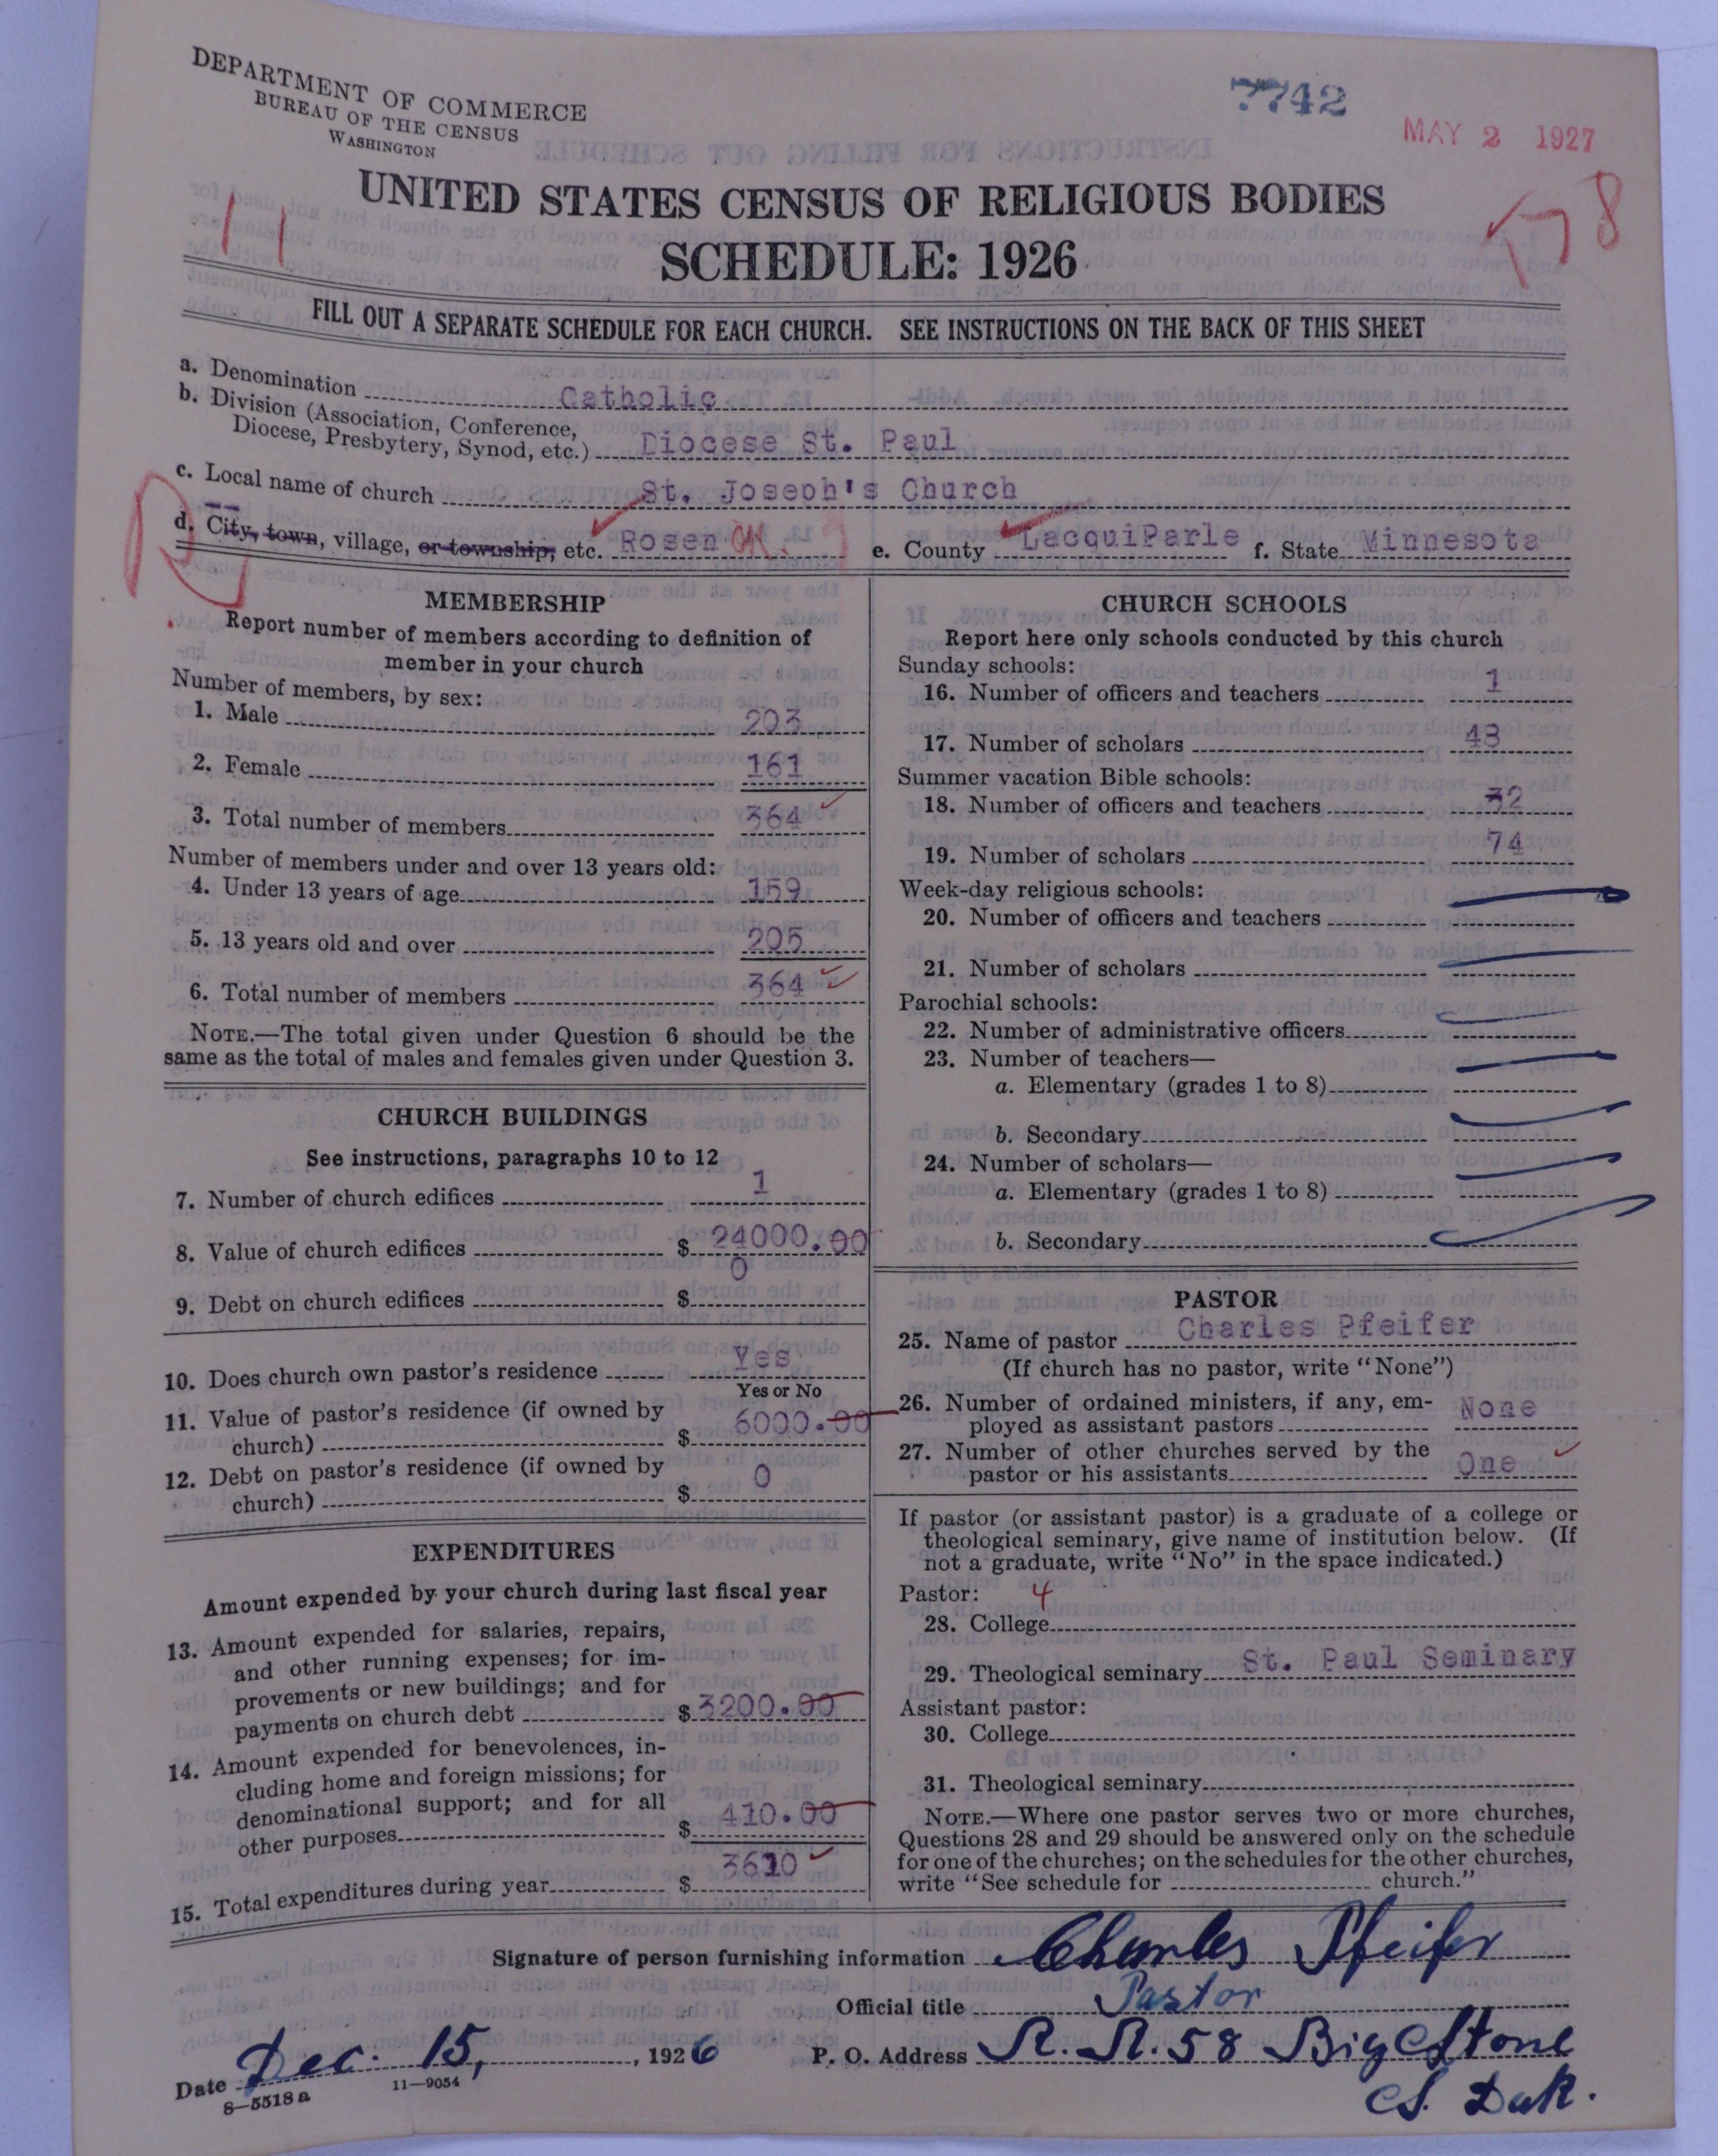 DEPARTMENT OF COMMERCE
BUREAU OF THE CENSUS
WASHINGTON
7742
MAY 2 1927
11
78
UNITED STATES CENSUS OF RELIGIOUS BODIES
SCHEDULE: 1926
FILL OUT A SEPARATE SCHEDULE FOR EACH CHURCH. SEE INSTRUCTIONS ON THE BACK OF THIS SHEET
a. Denomination Catholic
b. Division (Association, Conference,
Diocese, Presbytery, Synod, etc.) Diocese St. Paul
c. Local name of church St. Joseph's Church
d. City, town, village, or township, etc. Rosen OK. e. County LacquiParle f. State Minnesota
R
MEMBERSHIP
Report number of members according to definition of
member in your church
Number of members, by sex:
1. Male 203
2. Female 161
3. Total number of members 364
Number of members under and over 13 years old:
4. Under 13 years of age 159
5. 13 years old and over 205
6. Total number of members 364
NOTE.—The total given under Question 6 should be the
same as the total of males and females given under Question 3.
CHURCH BUILDINGS
See instructions, paragraphs 10 to 12
7. Number of church edifices 1
8. Value of church edifices $ 24000.00
9. Debt on church edifices $ 0
10. Does church own pastor's residence Yes
Yes or No
11. Value of pastor's residence (if owned by
church) $ 6000.00
12. Debt on pastor's residence (if owned by
church) $ 0
EXPENDITURES
Amount expended by your church during last fiscal year
13. Amount expended for salaries, repairs,
and other running expenses; for im-
provements or new buildings; and for
payments on church debt $ 3200.00
14. Amount expended for benevolences, in-
cluding home and foreign missions; for
denominational support; and for all
other purposes $ 410.00
15. Total expenditures during year $ 3610
CHURCH SCHOOLS
Report here only schools conducted by this church
Sunday schools:
16. Number of officers and teachers 1
17. Number of scholars 43
Summer vacation Bible schools:
18. Number of officers and teachers 32
19. Number of scholars 74
Week-day religious schools:
20. Number of officers and teachers
21. Number of scholars
Parochial schools:
22. Number of administrative officers
23. Number of teachers—
a. Elementary (grades 1 to 8)
b. Secondary
24. Number of scholars—
a. Elementary (grades 1 to 8)
b. Secondary
PASTOR
25. Name of pastor Charles Pfeifer
(If church has no pastor, write "None")
26. Number of ordained ministers, if any, em-
ployed as assistant pastors None
27. Number of other churches served by the
pastor or his assistants One
If pastor (or assistant pastor) is a graduate of a college or
theological seminary, give name of institution below. (If
not a graduate, write "No" in the space indicated.)
Pastor: 4
28. College
29. Theological seminary St. Paul Seminary
Assistant pastor:
30. College
31. Theological seminary
NOTE.—Where one pastor serves two or more churches,
Questions 28 and 29 should be answered only on the schedule
for one of the churches; on the schedules for the other churches,
write "See schedule for church."
Signature of person furnishing information Charles Pfeifer
Official title Pastor
Date Dec. 15, 1926 P. O. Address R. R. 58 Big Stone
S. Dak.
8—5518 a 11—9054